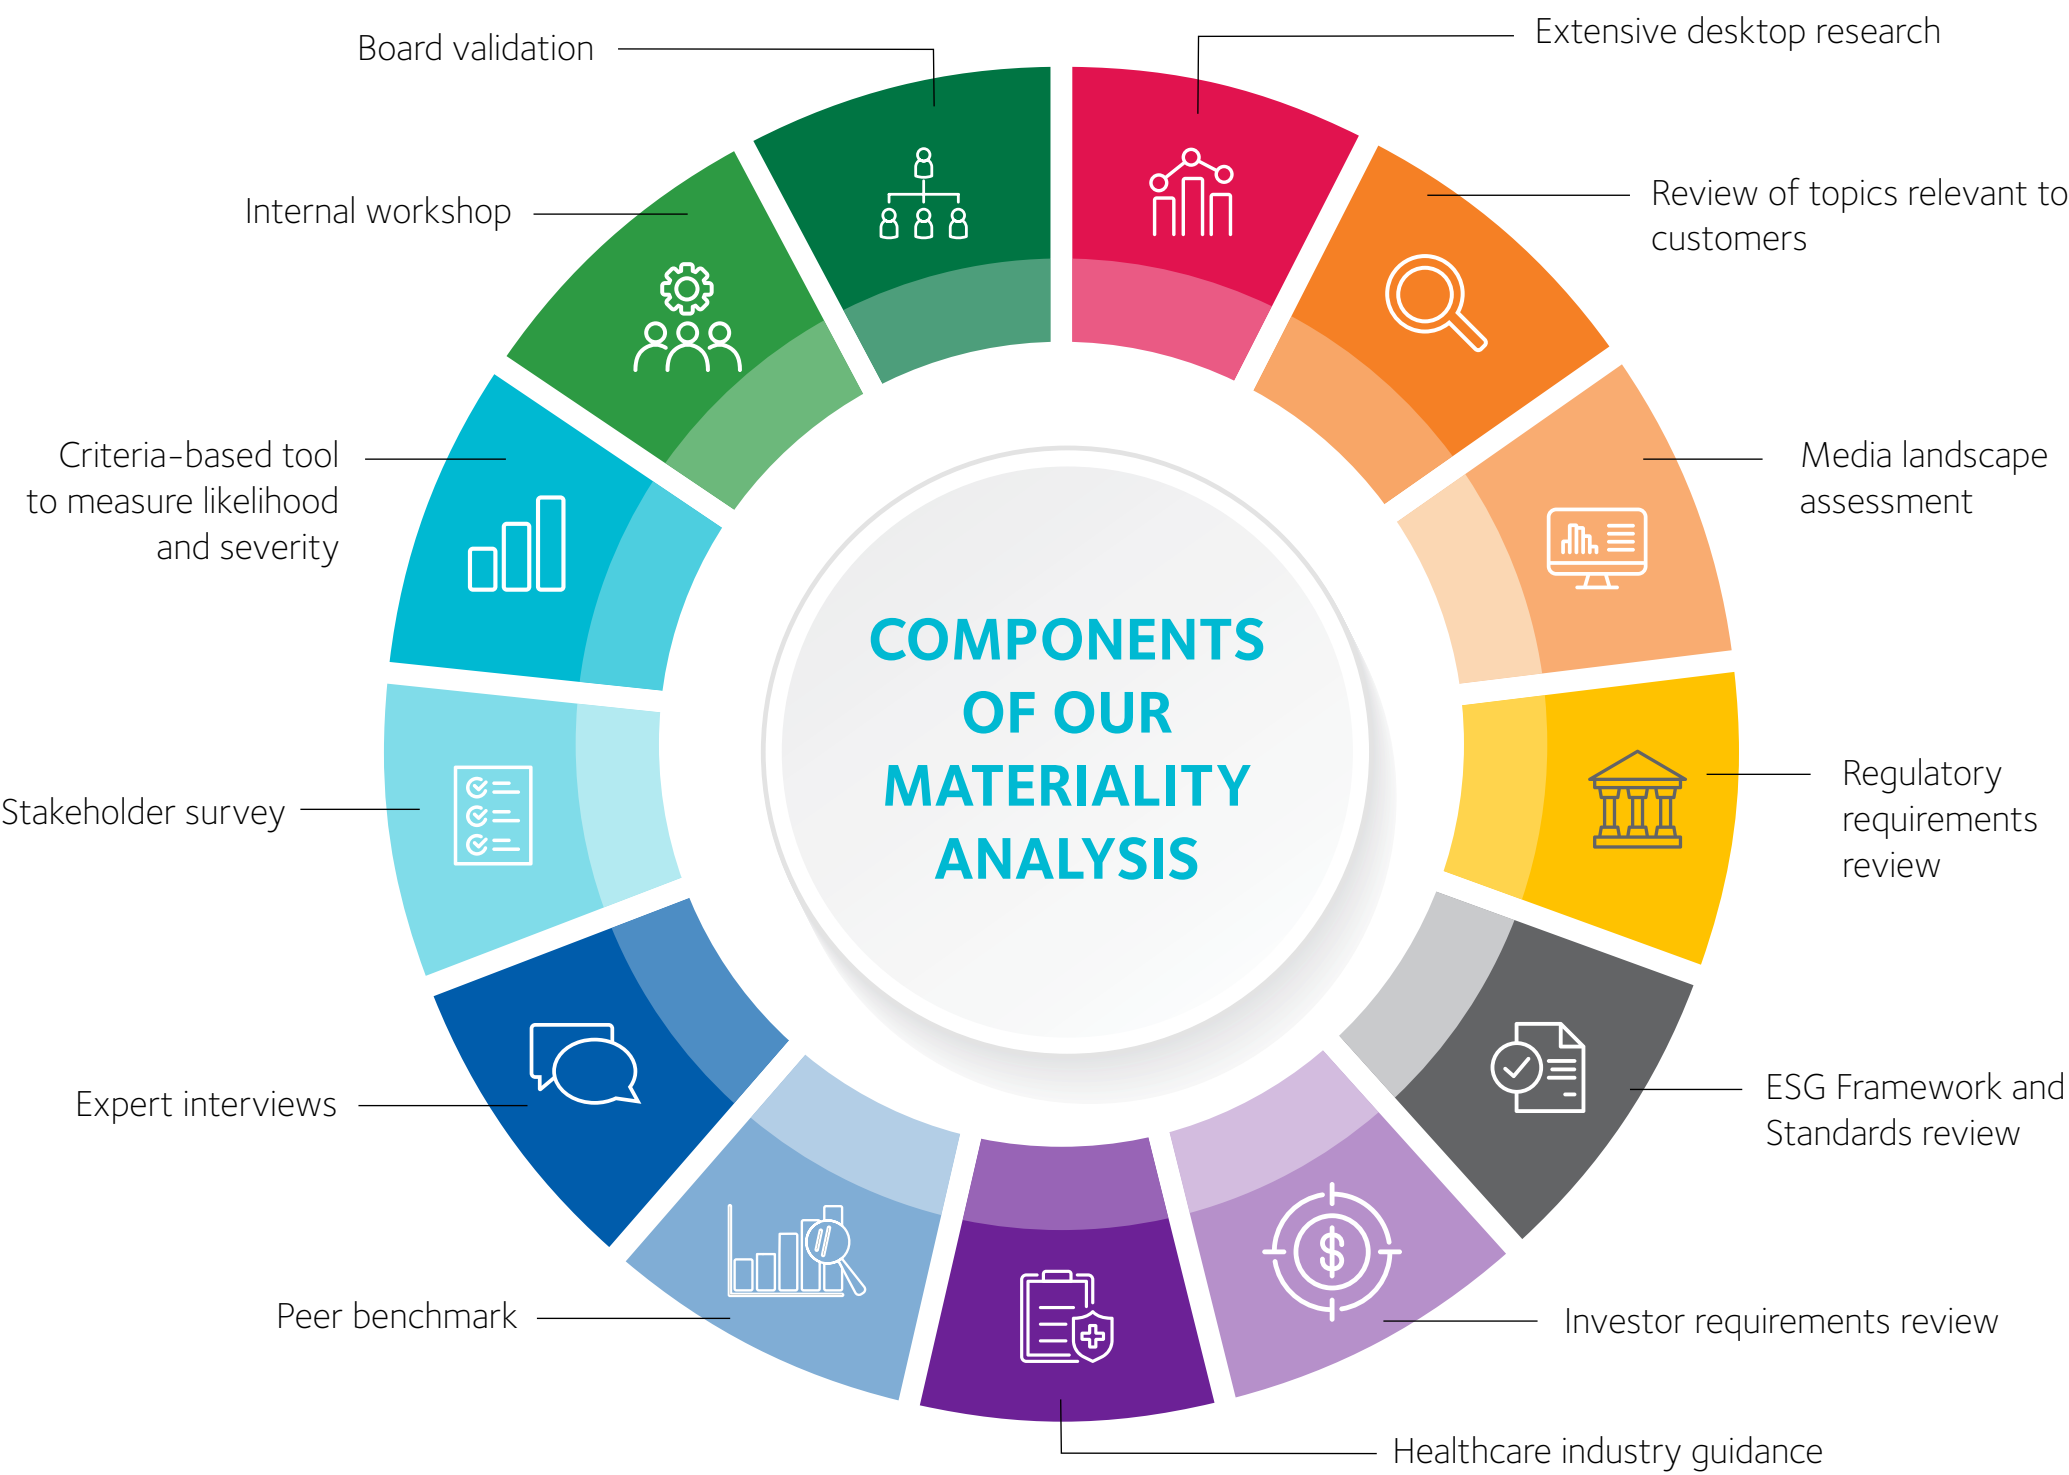 COMPONENTS
OF OUR
MATERIALITY
ANALYSIS
Extensive desktop research
Review of topics relevant to
customers
Media landscape
assessment
Regulatory
requirements
review
ESG Framework and
Standards review
Investor requirements review
Healthcare industry guidance
Peer benchmark
Expert interviews
Stakeholder survey
Criteria-based tool
to measure likelihood
and severity
Internal workshop
Board validation
$